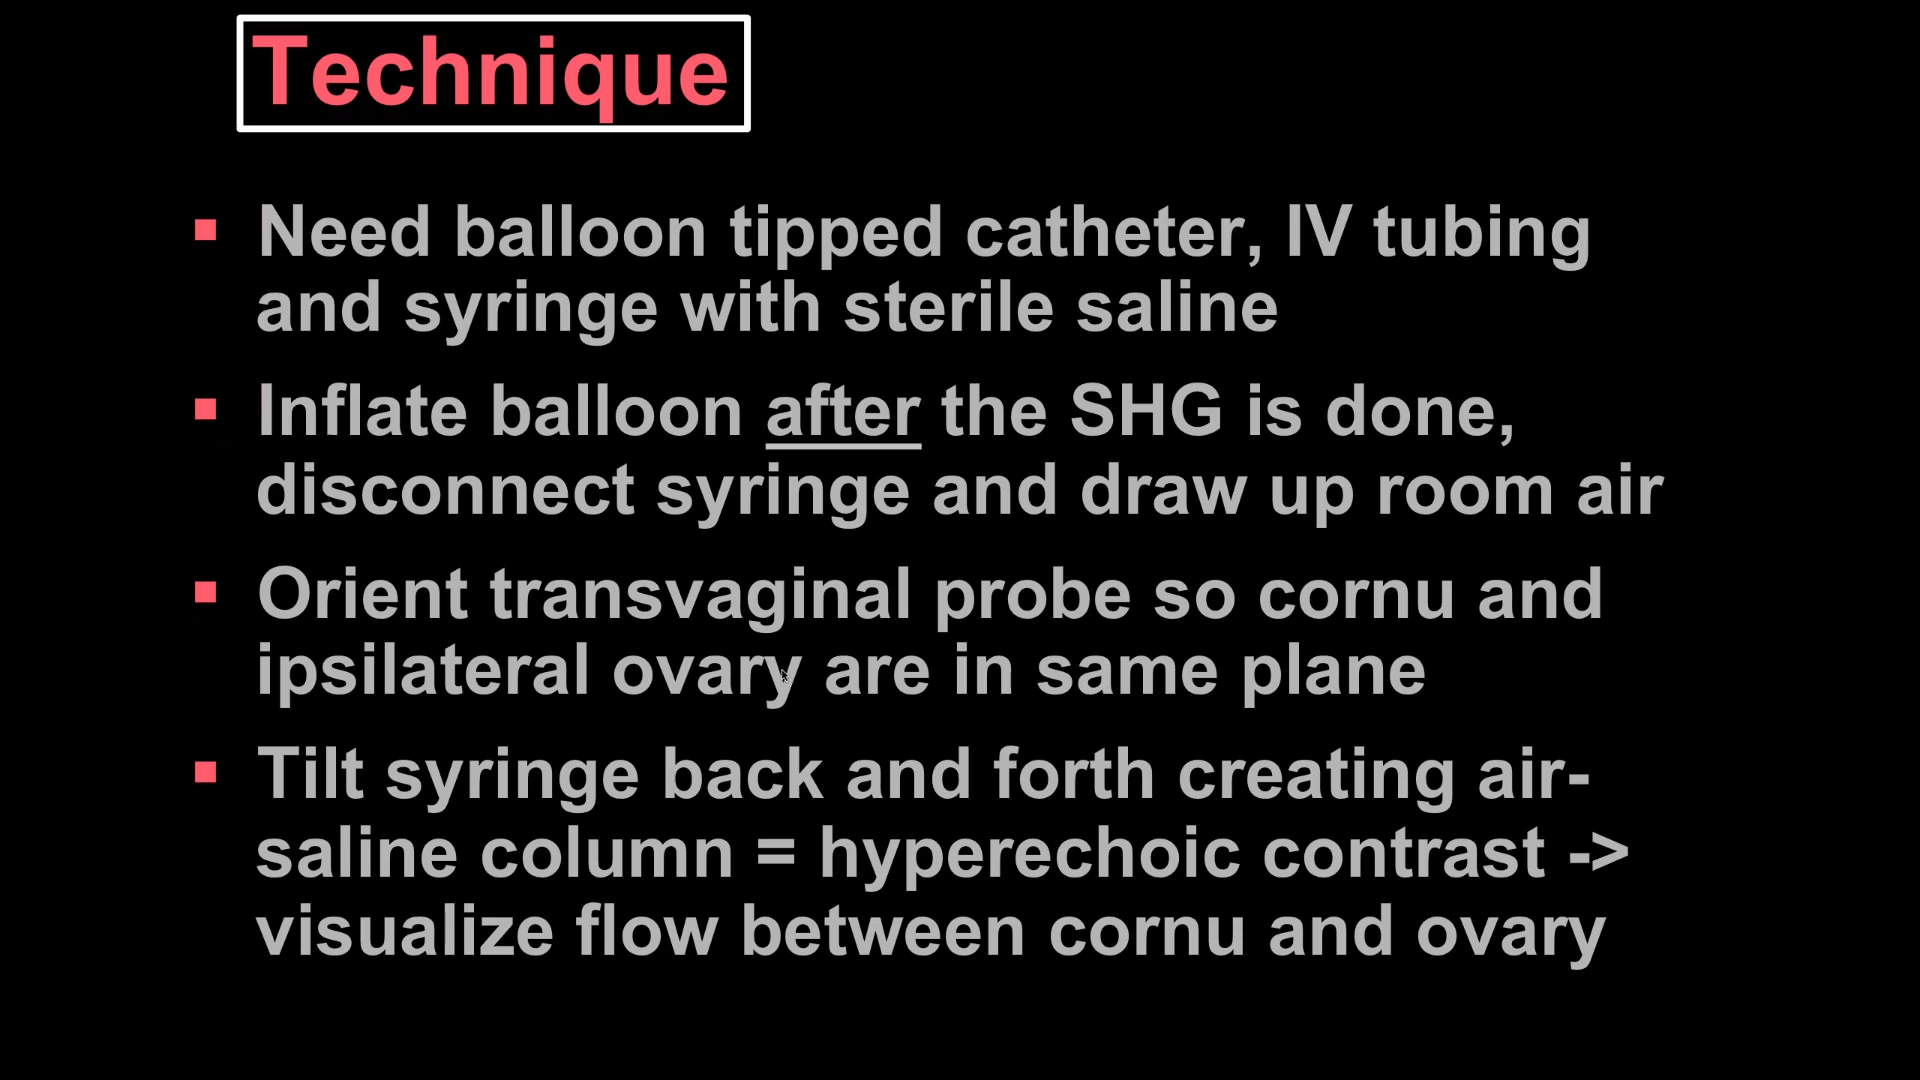 Technique
Need balloon tipped catheter, IV tubing
and syringe with sterile saline
Inflate balloon after the SHG is done,
disconnect syringe and draw up room air
Orient transvaginal probe so cornu and
ipsilateral ovary are in same plane
Tilt syringe back and forth creating air-
saline column = hyperechoic contrast ->
visualize flow between cornu and ovary